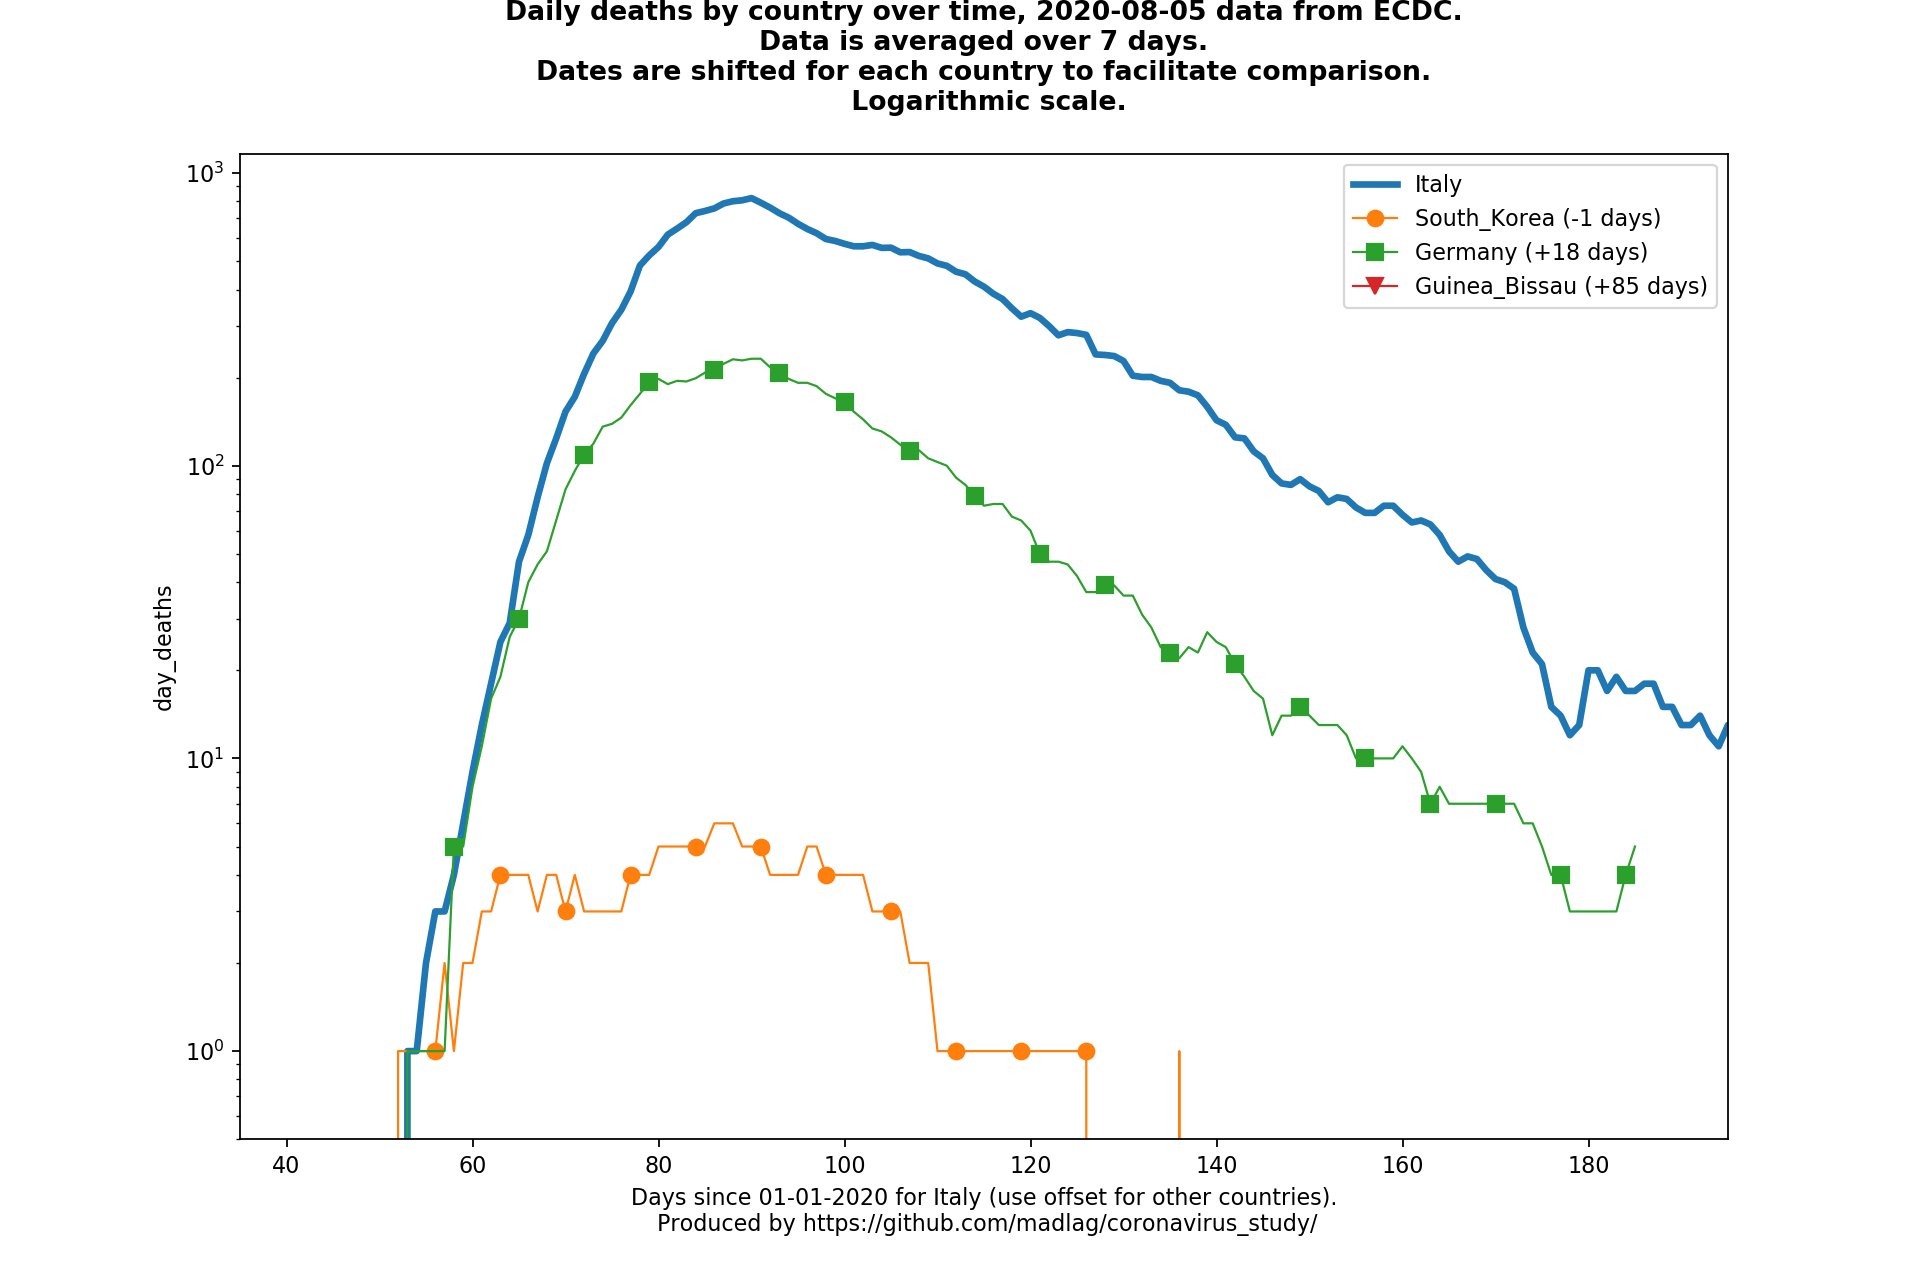 Daily deaths by country over time, 2020-08-05 data from ECDC.
Data is averaged over 7 days.
Dates are shifted for each country to facilitate comparison.
Logarithmic scale.
10³
10²
10¹
10⁰
day_deaths
Italy
South_Korea (-1 days)
Germany (+18 days)
Guinea_Bissau (+85 days)
40 60 80 100 120 140 160 180
Days since 01-01-2020 for Italy (use offset for other countries).
Produced by https://github.com/madlag/coronavirus_study/